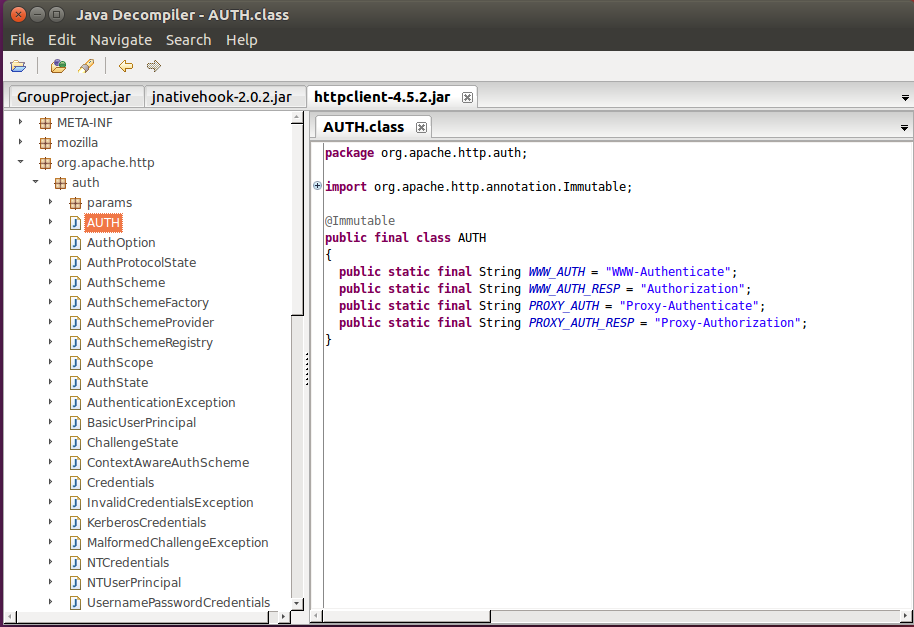 Java Decompiler - AUTH.class
File Edit Navigate Search Help
GroupProject.jar jnativehook-2.0.2.jar httpclient-4.5.2.jar
META-INF
mozilla
org.apache.http
auth
params
AUTH
AuthOption
AuthProtocolState
AuthScheme
AuthSchemeFactory
AuthSchemeProvider
AuthSchemeRegistry
AuthScope
AuthState
AuthenticationException
BasicUserPrincipal
ChallengeState
ContextAwareAuthScheme
Credentials
InvalidCredentialsException
KerberosCredentials
MalformedChallengeException
NTCredentials
NTUserPrincipal
UsernamePasswordCredentials
AUTH.class
package org.apache.http.auth;
import org.apache.http.annotation.Immutable;
@Immutable
public final class AUTH
{
public static final String WWW_AUTH = "WWW-Authenticate";
public static final String WWW_AUTH_RESP = "Authorization";
public static final String PROXY_AUTH = "Proxy-Authenticate";
public static final String PROXY_AUTH_RESP = "Proxy-Authorization";
}